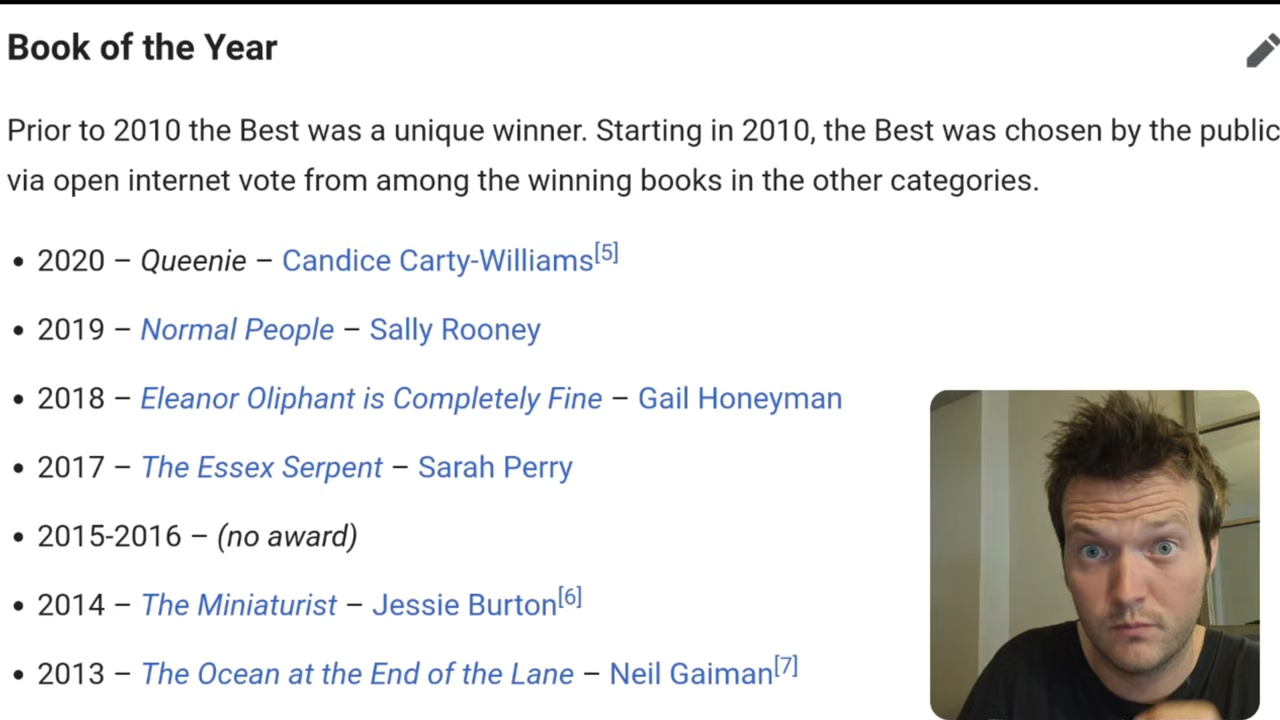 Book of the Year
Prior to 2010 the Best was a unique winner. Starting in 2010, the Best was chosen by the public
via open internet vote from among the winning books in the other categories.
• 2020 – Queenie – Candice Carty-Williams[5]
• 2019 – Normal People – Sally Rooney
• 2018 – Eleanor Oliphant is Completely Fine – Gail Honeyman
• 2017 – The Essex Serpent – Sarah Perry
• 2015-2016 – (no award)
• 2014 – The Miniaturist – Jessie Burton[6]
• 2013 – The Ocean at the End of the Lane – Neil Gaiman[7]